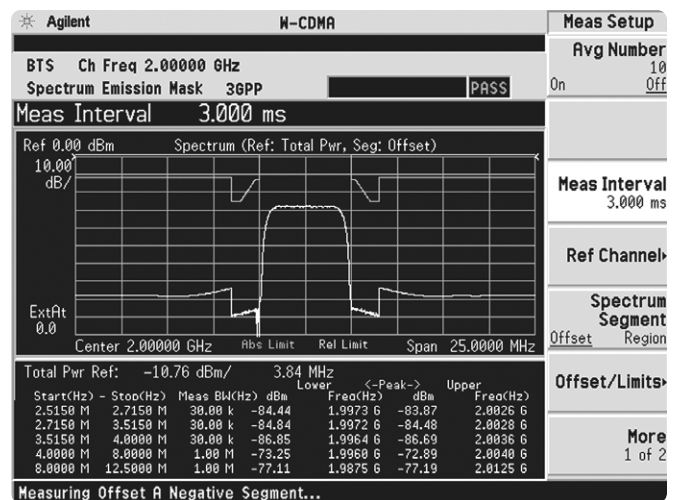 Agilent W-CDMA Meas Setup
BTS Ch Freq 2.00000 GHz
Spectrum Emission Mask 3GPP PASS
Meas Interval 3.000 ms
Ref 0.00 dBm Spectrum (Ref: Total Pwr, Seg: Offset)
10.00
dB/
ExtAt
0.0
Center 2.00000 GHz Abs Limit Rel Limit Span 25.0000 MHz
Total Pwr Ref: -10.76 dBm/ 3.84 MHz
Lower <-Peak-> Upper
Start(Hz) - Stop(Hz) Meas BW(Hz) dBm Freq(Hz) dBm Freq(Hz)
2.5150 M 2.7150 M 30.00 k -84.44 1.9973 G -83.87 2.0026 G
2.7150 M 3.5150 M 30.00 k -84.84 1.9972 G -84.48 2.0028 G
3.5150 M 4.0000 M 30.00 k -86.85 1.9964 G -86.69 2.0036 G
4.0000 M 8.0000 M 1.00 M -73.25 1.9960 G -72.89 2.0040 G
8.0000 M 12.5000 M 1.00 M -77.11 1.9875 G -77.19 2.0125 G
Measuring Offset A Negative Segment...
Avg Number
10
On Off
Meas Interval
3.000 ms
Ref Channel
Spectrum
Segment
Offset Region
Offset/Limits
More
1 of 2